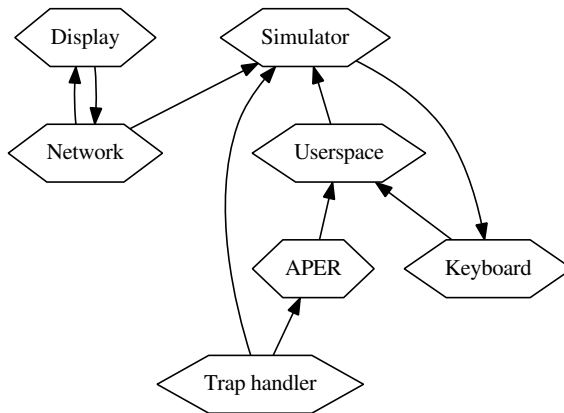 Display
Simulator
Network
Userspace
APER
Keyboard
Trap handler